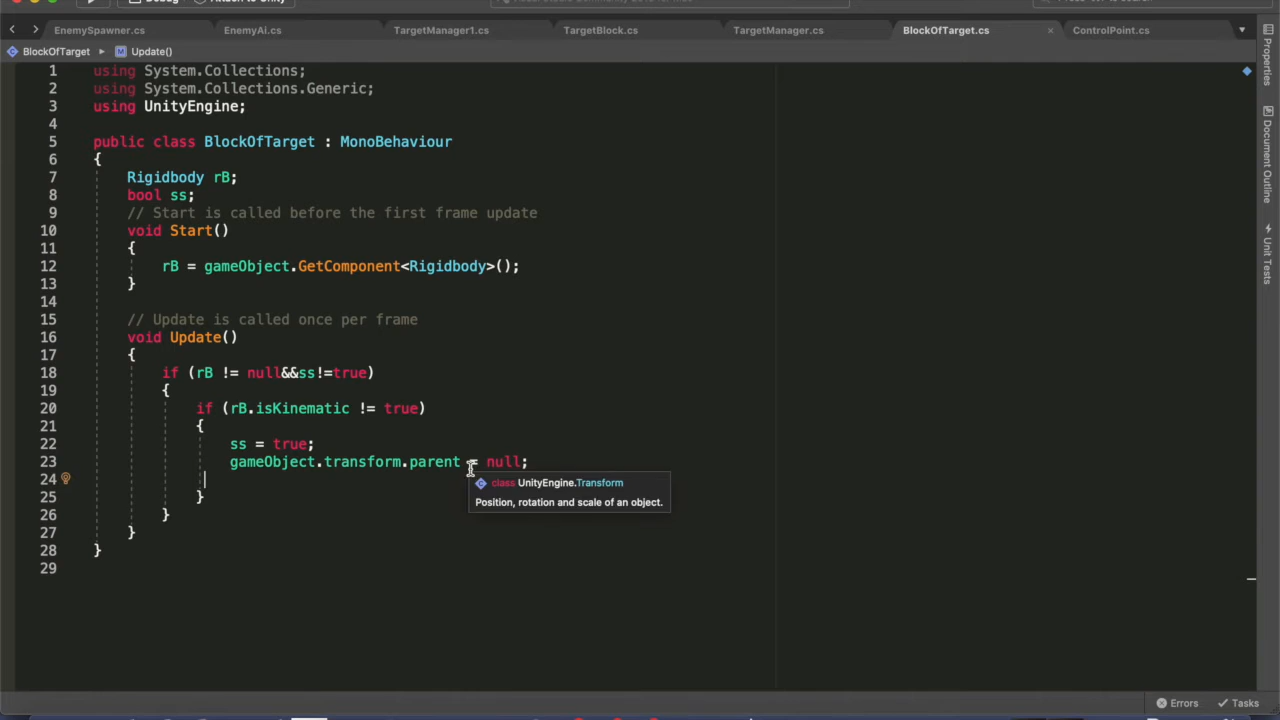 EnemySpawner.cs EnemyAi.cs TargetManager1.cs TargetBlock.cs TargetManager.cs BlockOfTarget.cs ControlPoint.cs
BlockOfTarget Update()
1 using System.Collections;
2 using System.Collections.Generic;
3 using UnityEngine;
4
5 public class BlockOfTarget : MonoBehaviour
6 {
7 Rigidbody rB;
8 bool ss;
9 // Start is called before the first frame update
10 void Start()
11 {
12 rB = gameObject.GetComponent<Rigidbody>();
13 }
14
15 // Update is called once per frame
16 void Update()
17 {
18 if (rB != null&&ss!=true)
19 {
20 if (rB.isKinematic != true)
21 {
22 ss = true;
23 gameObject.transform.parent = null;
24
class UnityEngine.Transform
25 }
Position, rotation and scale of an object.
26 }
27 }
28 }
29
Properties
Document Outline
Unit Tests
Errors Tasks